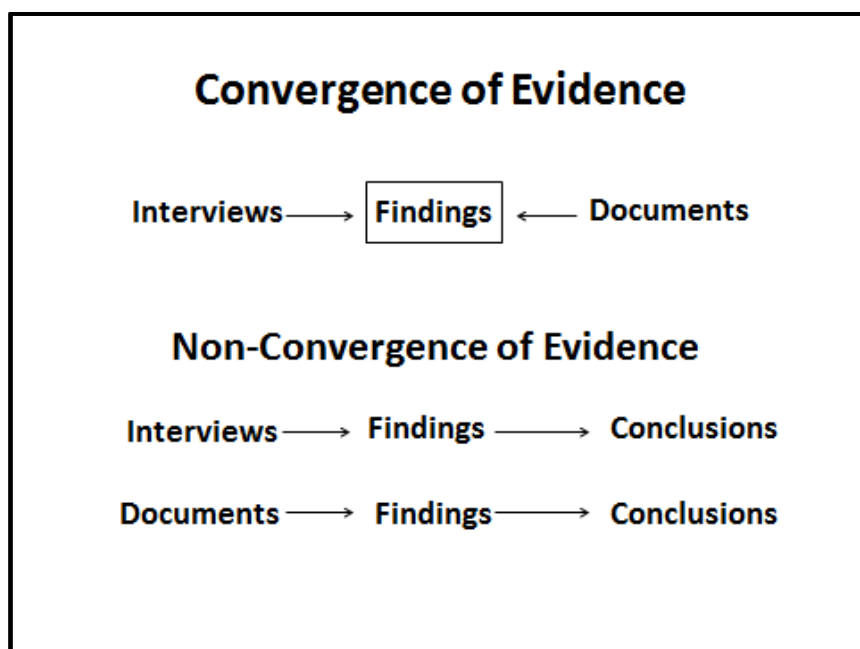 Convergence of Evidence
Interviews Findings Documents
Non-Convergence of Evidence
Interviews Findings Conclusions
Documents Findings Conclusions